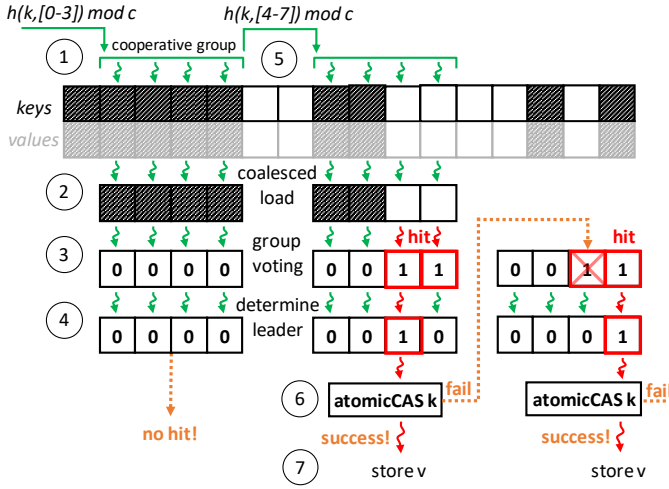 h(k,[0-3]) mod c
h(k,[4-7]) mod c
1
cooperative group
5
keys
values
2
coalesced
load
3
group
voting
hit
hit
0 0 0 0
0 0 1 1
0 0 1 1
4
determine
leader
0 0 0 0
0 0 1 0
0 0 0 1
6
atomicCAS k
fail
atomicCAS k
fail
no hit!
success!
success!
7
store v
store v